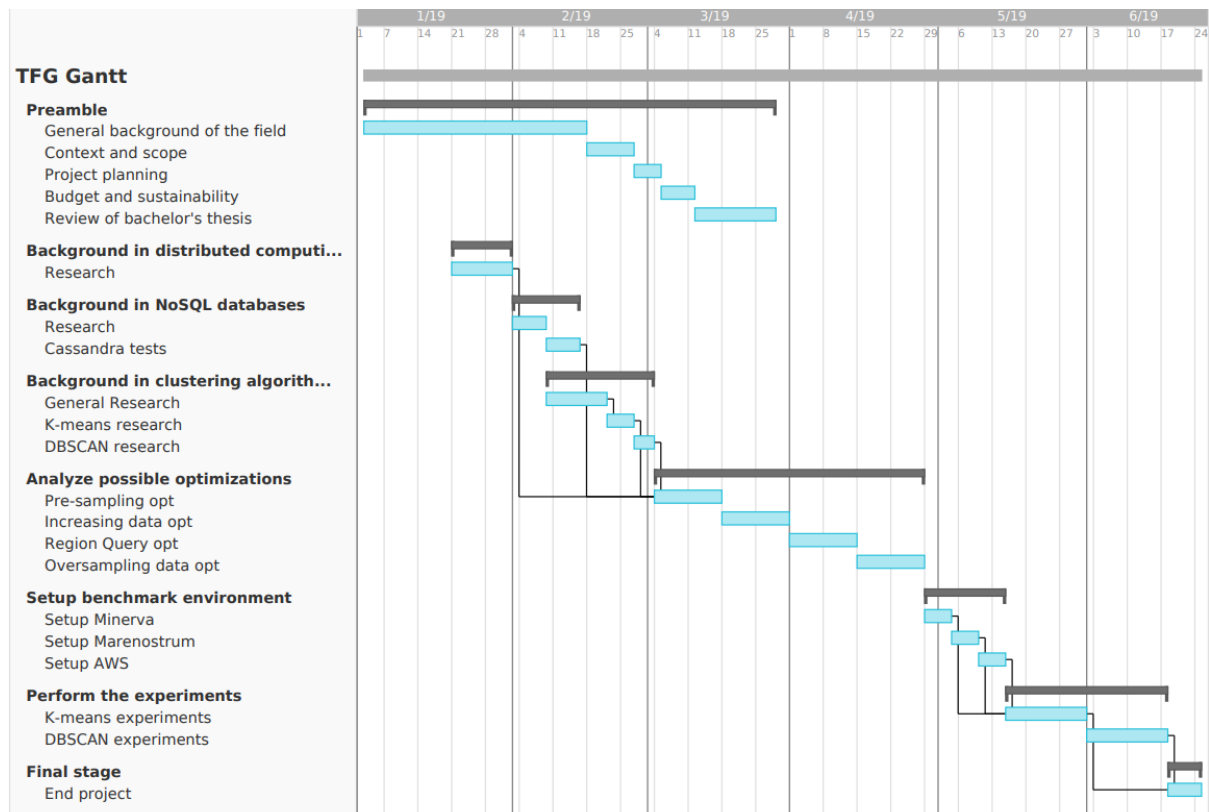 1/19 2/19 3/19 4/19 5/19 6/19
1 7 14 21 28 4 11 18 25 4 11 18 25 1 8 15 22 29 6 13 20 27 3 10 17 24
TFG Gantt
Preamble
General background of the field
Context and scope
Project planning
Budget and sustainability
Review of bachelor's thesis
Background in distributed computi...
Research
Background in NoSQL databases
Research
Cassandra tests
Background in clustering algorith...
General Research
K-means research
DBSCAN research
Analyze possible optimizations
Pre-sampling opt
Increasing data opt
Region Query opt
Oversampling data opt
Setup benchmark environment
Setup Minerva
Setup Marenostrum
Setup AWS
Perform the experiments
K-means experiments
DBSCAN experiments
Final stage
End project